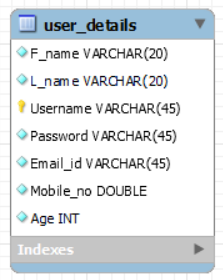 user_details
F_name VARCHAR(20)
L_name VARCHAR(20)
Username VARCHAR(45)
Password VARCHAR(45)
Email_id VARCHAR(45)
Mobile_no DOUBLE
Age INT
Indexes